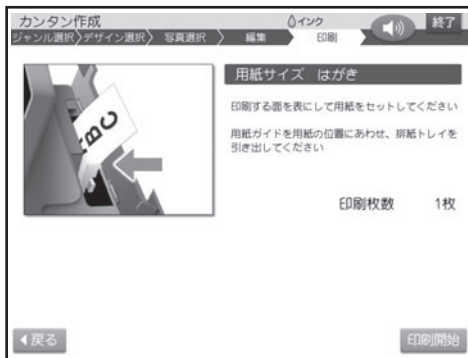 カンタン作成
インク
終了
ジャンル選択〉デザイン選択〉 写真選択 〉 編集 印刷
用紙サイズ はがき
ABC
印刷する面を表にして用紙をセットしてください
用紙ガイドを用紙の位置にあわせ、排紙トレイを
引き出してください
印刷枚数 1枚
戻る
印刷開始